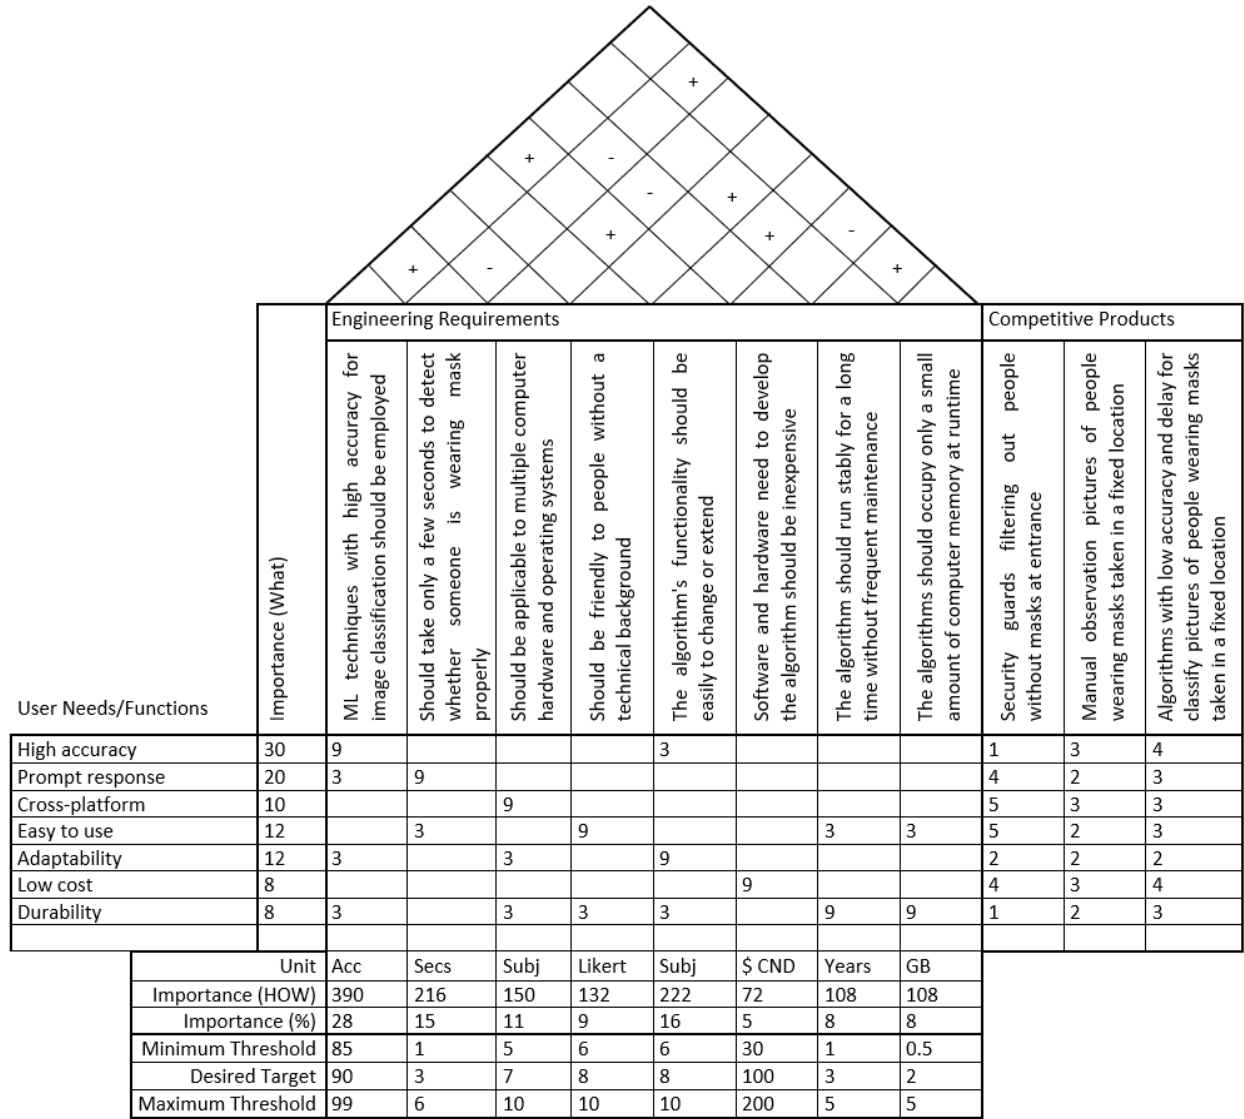 +
+ -
- +
+ + -
+ - +
Engineering Requirements Competitive Products
User Needs/Functions
Importance (What)
ML techniques with high accuracy for
image classification should be employed
Should take only a few seconds to detect
whether someone is wearing mask
properly
Should be applicable to multiple computer
hardware and operating systems
Should be friendly to people without a
technical background
The algorithm's functionality should be
easily to change or extend
Software and hardware need to develop
the algorithm should be inexpensive
The algorithm should run stably for a long
time without frequent maintenance
The algorithms should occupy only a small
amount of computer memory at runtime
Security guards filtering out people
without masks at entrance
Manual observation pictures of people
wearing masks taken in a fixed location
Algorithms with low accuracy and delay for
classify pictures of people wearing masks
taken in a fixed location
High accuracy 30 9 3 1 3 4
Prompt response 20 3 9 4 2 3
Cross-platform 10 9 5 3 3
Easy to use 12 3 9 3 3 5 2 3
Adaptability 12 3 3 9 2 2 2
Low cost 8 9 4 3 4
Durability 8 3 3 3 3 9 9 1 2 3
Unit Acc Secs Subj Likert Subj $ CND Years GB
Importance (HOW) 390 216 150 132 222 72 108 108
Importance (%) 28 15 11 9 16 5 8 8
Minimum Threshold 85 1 5 6 6 30 1 0.5
Desired Target 90 3 7 8 8 100 3 2
Maximum Threshold 99 6 10 10 10 200 5 5